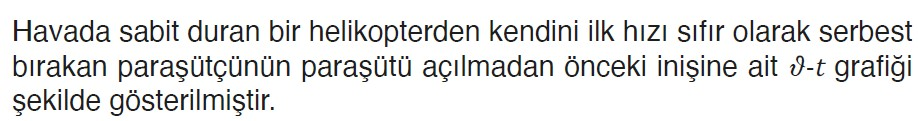 Havada sabit duran bir helikopterden kendini ilk hızı sıfır olarak serbest
bırakan paraşütçünün paraşütü açılmadan önceki inişine ait ϑ-t grafiği
şekilde gösterilmiştir.